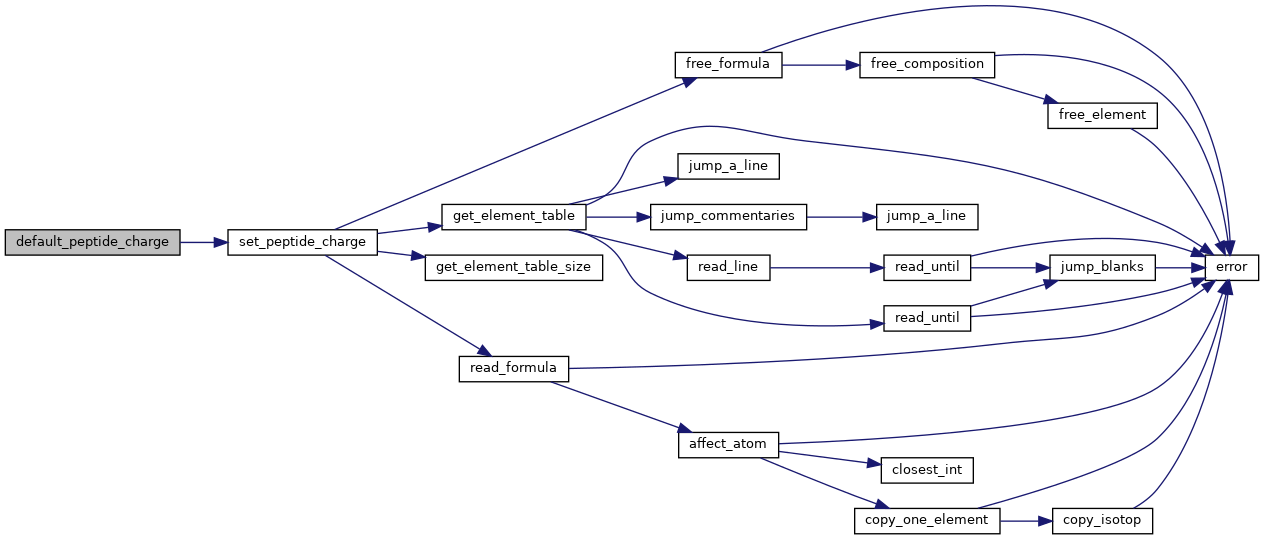 free_formula
free_composition
free_element
jump_a_line
get_element_table
jump_commentaries
jump_a_line
default_peptide_charge
set_peptide_charge
get_element_table_size
read_line
read_until
jump_blanks
error
read_until
read_formula
affect_atom
closest_int
copy_one_element
copy_isotop